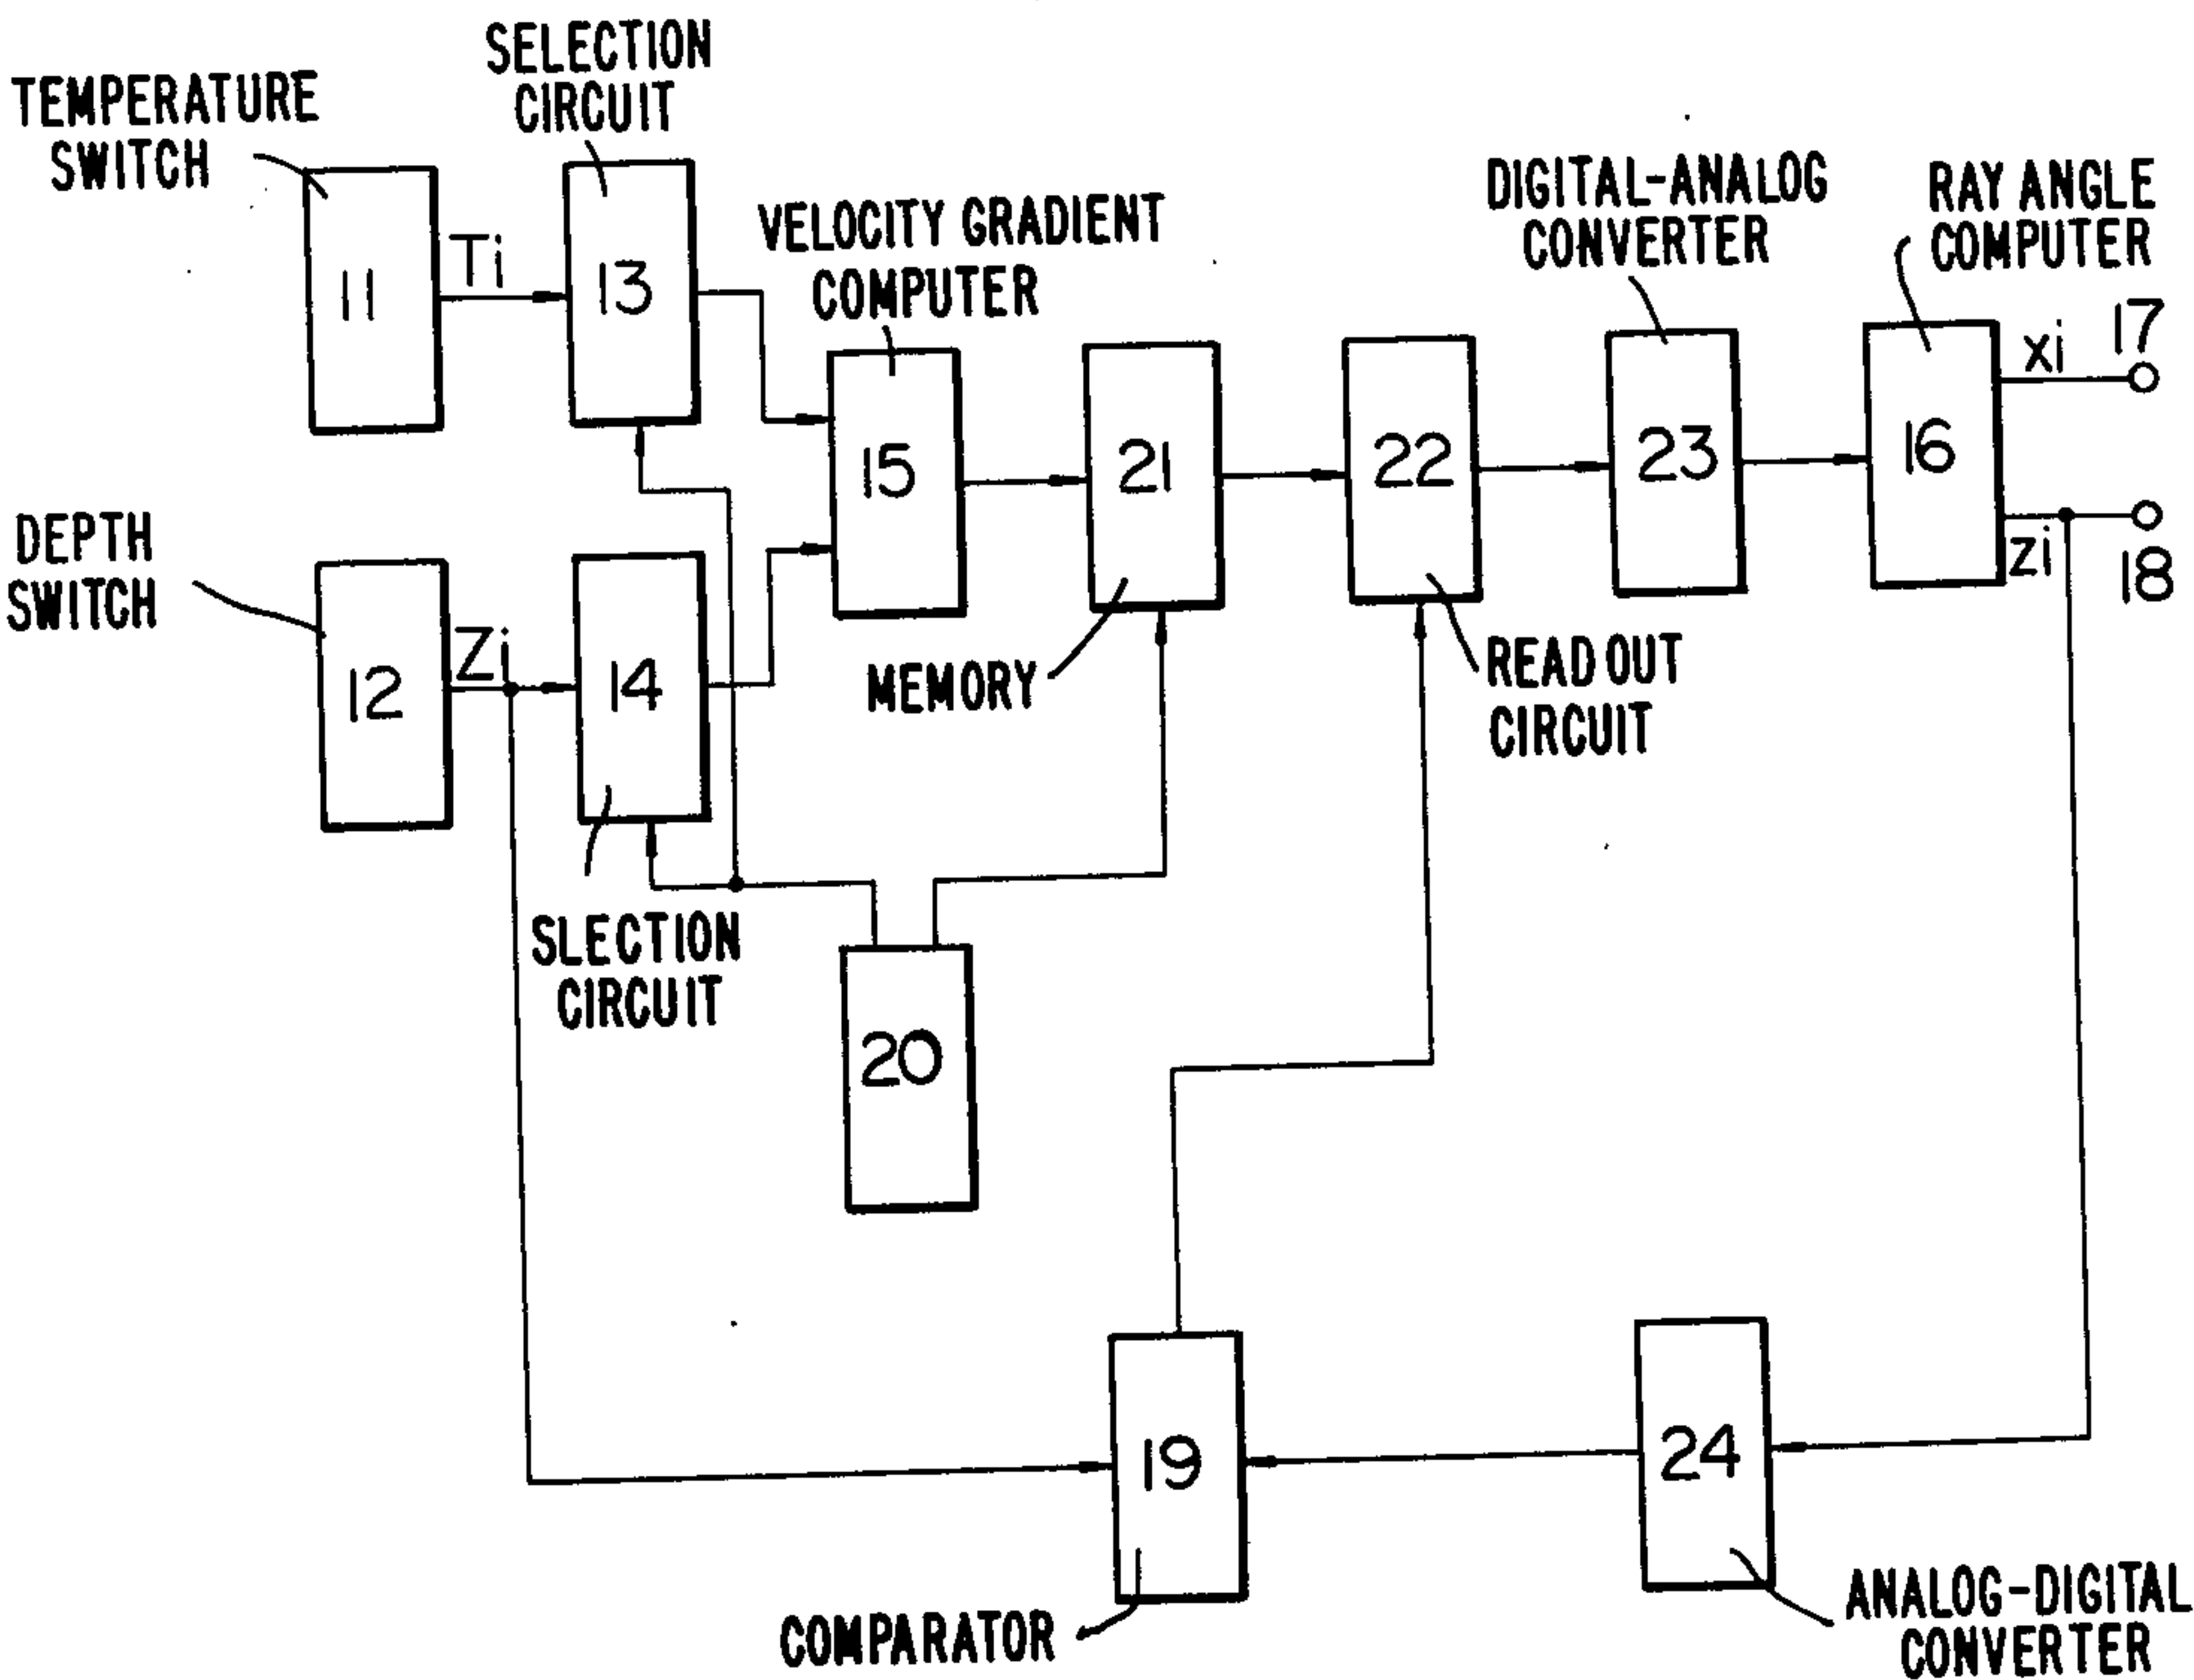 SELECTION
CIRCUIT
TEMPERATURE
SWITCH
DIGITAL-ANALOG
CONVERTER
RAY ANGLE
COMPUTER
VELOCITY GRADIENT
COMPUTER
11
Ti
13
xi
17
15
21
22
23
16
zi
18
DEPTH
SWITCH
12
Zi
14
MEMORY
READ OUT
CIRCUIT
SLECTION
CIRCUIT
20
19
24
COMPARATOR
ANALOG-DIGITAL
CONVERTER